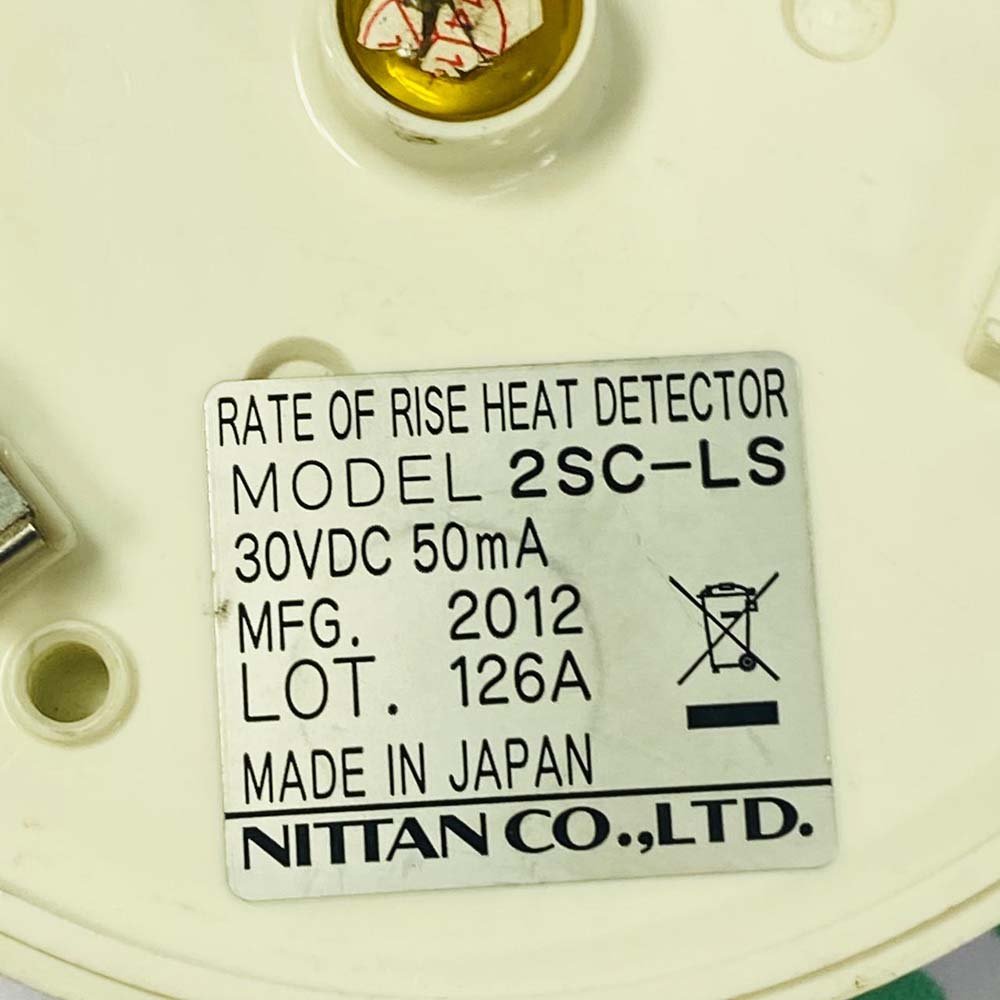 RATE OF RISE HEAT DETECTOR
MODEL 2SC-LS
30VDC 50mA
MFG. 2012
LOT. 126A
MADE IN JAPAN
NITTAN CO.,LTD.